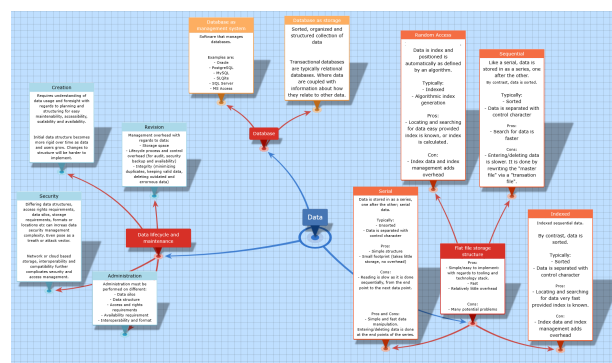 Database as
management system
Software that manages
databases.
Examples are:
- Oracle
- PostgreSQL
- MySQL
- SLQite
- SQL Server
- MS Access
Database as storage
Sorted, organized and
structured collection of
data
Transactional databases
are typically relational
databases. Where data
are coupled with
information about how
they relate to other data.
Random Access
Data is index and
positioned is
automatically as defined
by an algorithm.
Typically:
- Indexed
- Algorithmic index
generation
Pros:
- Locating and searching
for data easy provided
index is known, or index
is calculated.
Con:
- Index data and index
management adds
overhead
Sequential
Like a serial, data is
stored in as a series, one
after the other.
By contrast, data is sorted.
Typically:
- Sorted
- Data is separated with
control character
Pros:
- Search for data is
faster
Cons:
- Entering/deleting data
is slower. It is done by
rewriting the "master
file" via a "transation
file".
Creation
Requires understanding of
data usage and foresight with
regards to planning and
structuring for easy
maintenability, accessibility,
scalability and availability.
Initial data structure becomes
more rigid over time as data
and users grow. Changes to
structure will be harder to
implement.
Revision
Management overhead with
regards to data:
- Storage space
- Lifecycle process and control
overhead (for audit, security
backup and availability)
- Integrity (minimising
duplicates, keeping valid data,
deleting outdated and
erronous data)
Database
Security
Differing data structures,
access rights requirements,
data silos, storage
requirements, formats or
locations etc can increas data
security management complexity.
Even pose as a
breath or attack vector.
Network or cloud based
storage, interoperability and
compatibility further
complicates security and
access management.
Data lifecycle and
maintenance
Data
Administration
Administration must be
performed on different:
- Data silos
- Data structure
- Access and rights
requirements
- Availability requirement
- Interoperability and format
Serial
Data is stored in as a series,
one after the other, serial
data.
Typically:
- Unsorted
- Data is separated with
control character
Pros:
- Simple structure
- Small footprint (takes little
storage, no overhead)
Cons:
- Reading is slow as it is done
sequentially, from the
end point to the next data point.
Pros and Cons:
- Simple and fast data
manipulation.
Entering/deleting data is done
at the end points of the series.
Flat file storage
structure
Pros:
- Simple/easy to implement
with regards to tooling and
technology stack.
- Fast
- Relatively little overhead
Cons:
- Many potential problems
Indexed
Indexed sequential data.
By contrast, data is
sorted.
Typically:
- Sorted
- Data is separated with
control character
Pros:
- Locating and searching
for data very fast
provided index is known.
Con:
- Index data and index
management adds
overhead